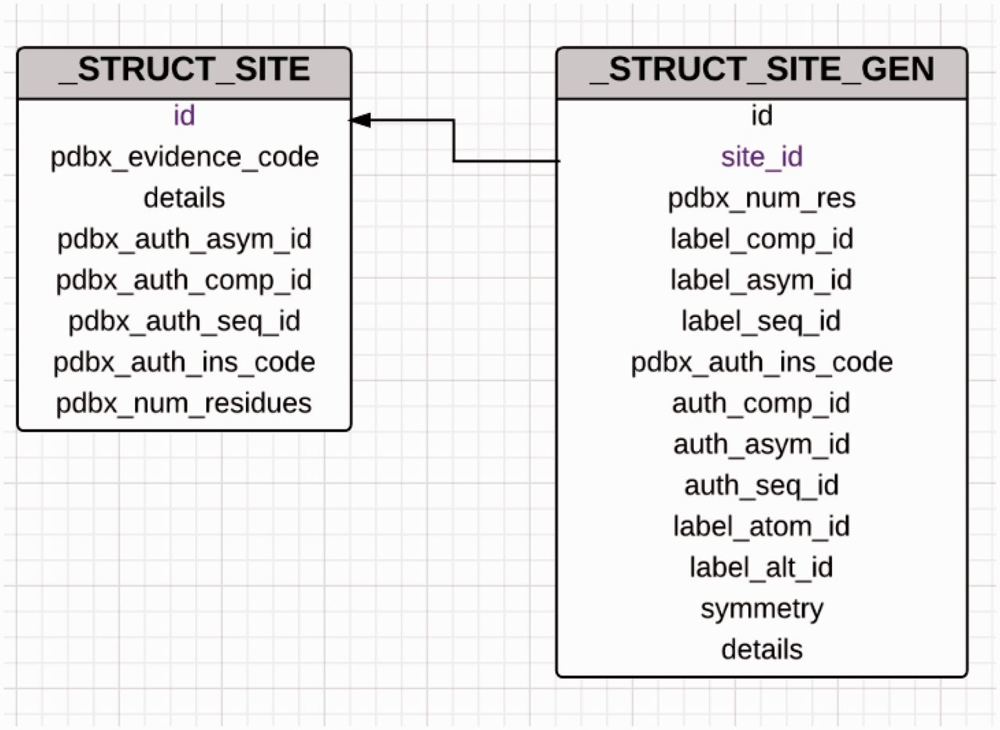 _STRUCT_SITE
id
pdbx_evidence_code
details
pdbx_auth_asym_id
pdbx_auth_comp_id
pdbx_auth_seq_id
pdbx_auth_ins_code
pdbx_num_residues
_STRUCT_SITE_GEN
id
site_id
pdbx_num_res
label_comp_id
label_asym_id
label_seq_id
pdbx_auth_ins_code
auth_comp_id
auth_asym_id
auth_seq_id
label_atom_id
label_alt_id
symmetry
details